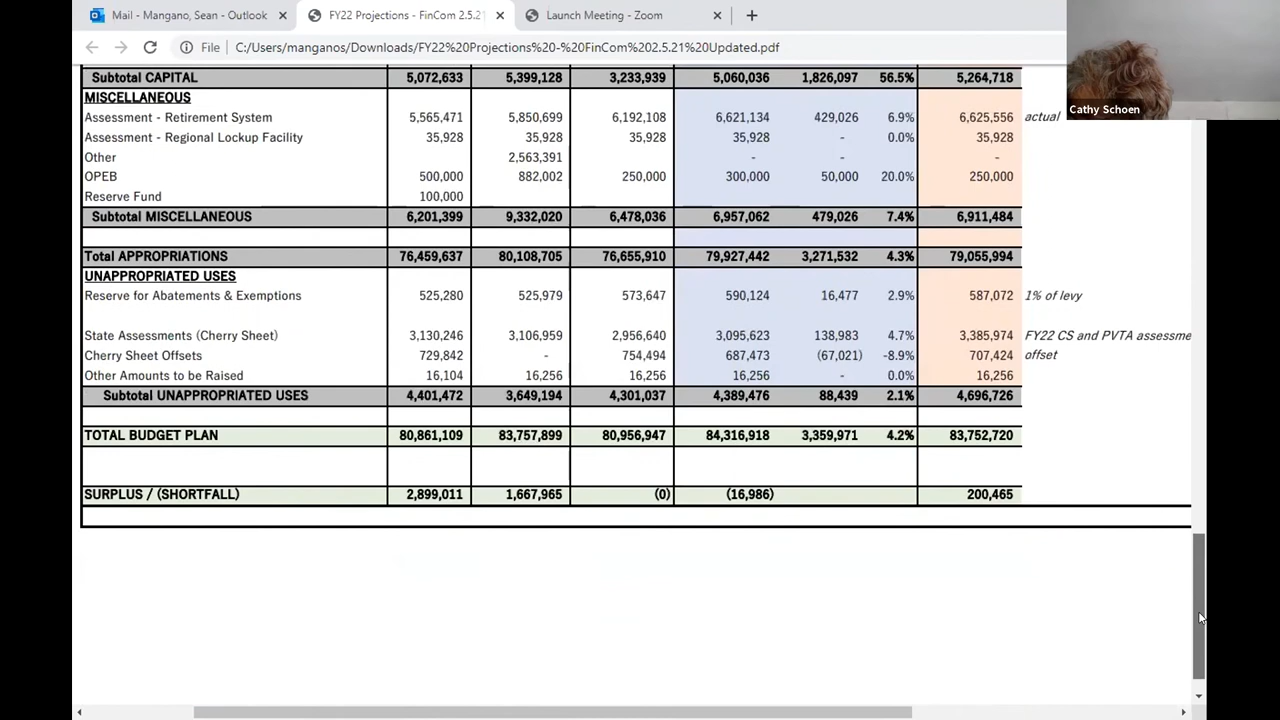 Mail - Mangano, Sean - Outlook
FY22 Projections - FinCom 2.5.21
Launch Meeting - Zoom
File C:/Users/manganos/Downloads/FY22%20Projections%20-%20FinCom%202.5.21%20Updated.pdf
Cathy Schoen
Subtotal CAPITAL 5,072,633 5,399,128 3,233,939 5,060,036 1,826,097 56.5% 5,264,718
MISCELLANEOUS
Assessment - Retirement System 5,565,471 5,850,699 6,192,108 6,621,134 429,026 6.9% 6,625,556 actual
Assessment - Regional Lockup Facility 35,928 35,928 35,928 35,928 - 0.0% 35,928
Other 2,563,391 - - -
OPEB 500,000 882,002 250,000 300,000 50,000 20.0% 250,000
Reserve Fund 100,000
Subtotal MISCELLANEOUS 6,201,399 9,332,020 6,478,036 6,957,062 479,026 7.4% 6,911,484
Total APPROPRIATIONS 76,459,637 80,108,705 76,655,910 79,927,442 3,271,532 4.3% 79,055,994
UNAPPROPRIATED USES
Reserve for Abatements & Exemptions 525,280 525,979 573,647 590,124 16,477 2.9% 587,072 1% of levy
State Assessments (Cherry Sheet) 3,130,246 3,106,959 2,956,640 3,095,623 138,983 4.7% 3,385,974 FY22 CS and PVTA assessme
Cherry Sheet Offsets 729,842 - 754,494 687,473 (67,021) -8.9% 707,424 offset
Other Amounts to be Raised 16,104 16,256 16,256 16,256 - 0.0% 16,256
Subtotal UNAPPROPRIATED USES 4,401,472 3,649,194 4,301,037 4,389,476 88,439 2.1% 4,696,726
TOTAL BUDGET PLAN 80,861,109 83,757,899 80,956,947 84,316,918 3,359,971 4.2% 83,752,720
SURPLUS / (SHORTFALL) 2,899,011 1,667,965 (0) (16,986) 200,465